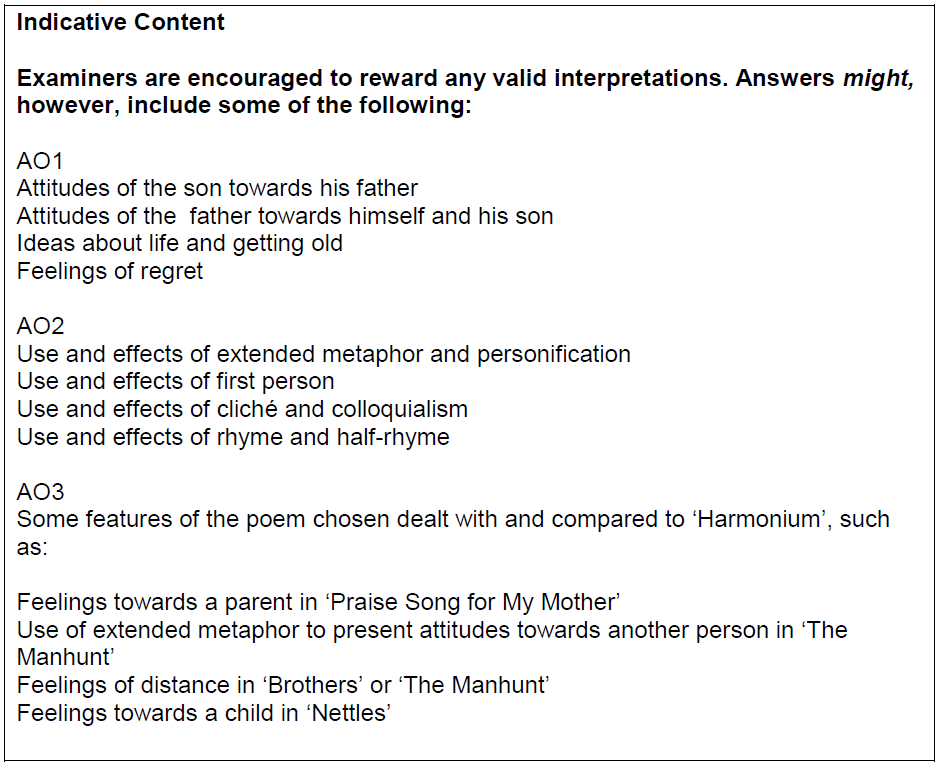 Indicative Content
Examiners are encouraged to reward any valid interpretations. Answers might,
however, include some of the following:
AO1
Attitudes of the son towards his father
Attitudes of the  father towards himself and his son
Ideas about life and getting old
Feelings of regret
AO2
Use and effects of extended metaphor and personification
Use and effects of first person
Use and effects of cliché and colloquialism
Use and effects of rhyme and half-rhyme
AO3
Some features of the poem chosen dealt with and compared to ‘Harmonium’, such
as:
Feelings towards a parent in ‘Praise Song for My Mother’
Use of extended metaphor to present attitudes towards another person in ‘The
Manhunt’
Feelings of distance in ‘Brothers’ or ‘The Manhunt’
Feelings towards a child in ‘Nettles’